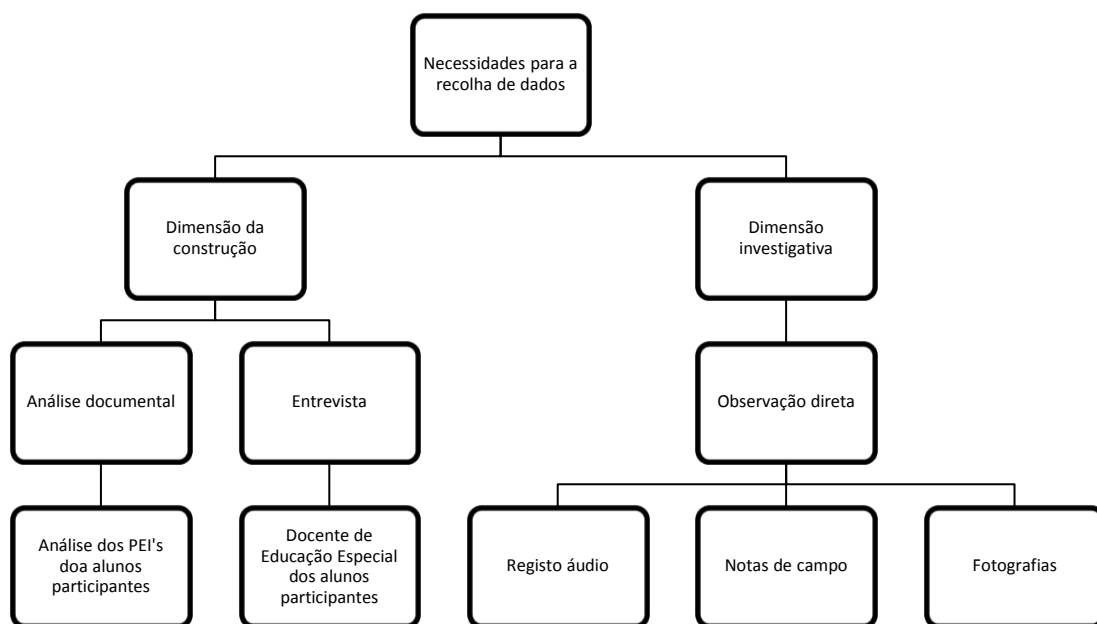 Necessidades para a
recolha de dados
Dimensão da
construção
Dimensão
investigativa
Análise documental
Entrevista
Observação direta
Análise dos PEI's
doa alunos
participantes
Docente de
Educação Especial
dos alunos
participantes
Registo áudio
Notas de campo
Fotografias